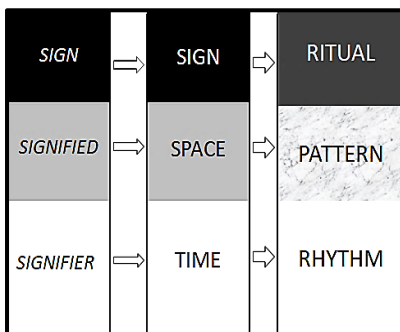 SIGN SIGN RITUAL
SIGNIFIED SPACE PATTERN
SIGNIFIER TIME RHYTHM